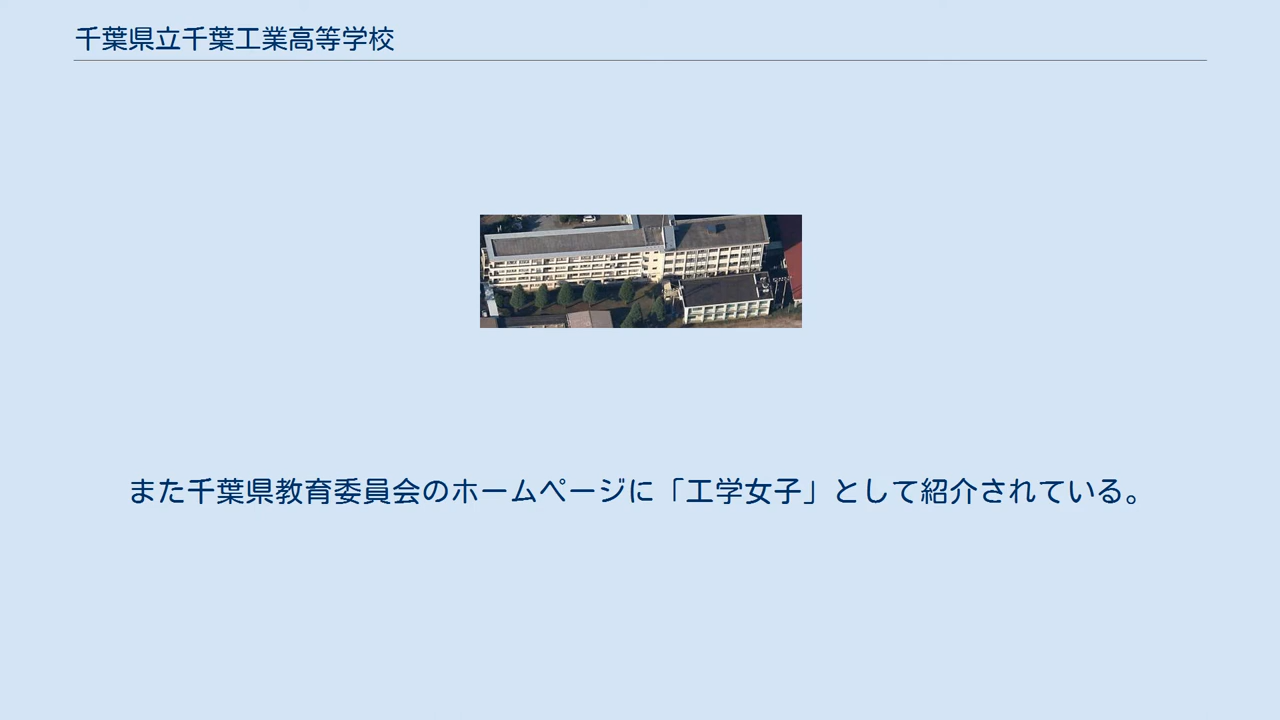 千葉県立千葉工業高等学校
また千葉県教育委員会のホームページに「工学女子」として紹介されている。